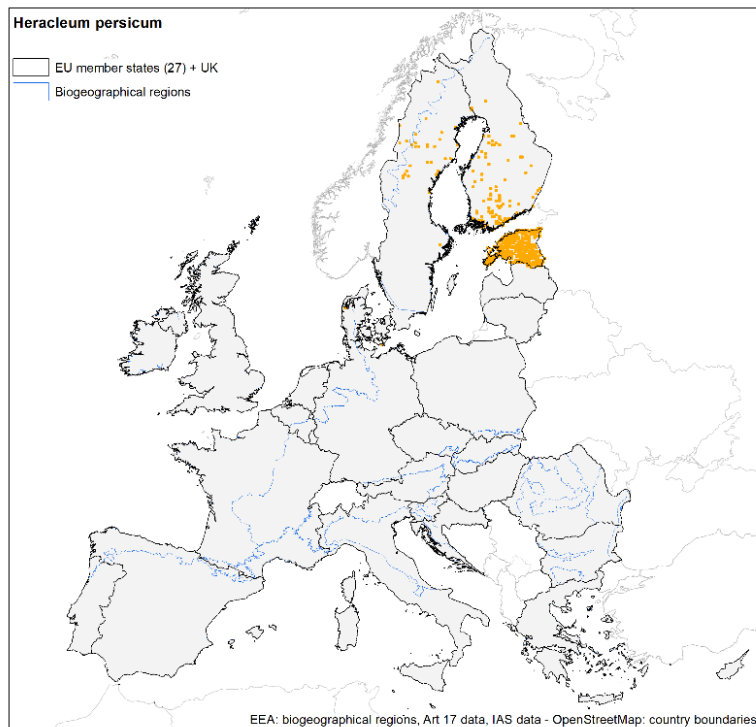 Heracleum persicum
EU member states (27) + UK
Biogeographical regions
EEA: biogeographical regions, Art 17 data, IAS data - OpenStreetMap: country boundaries